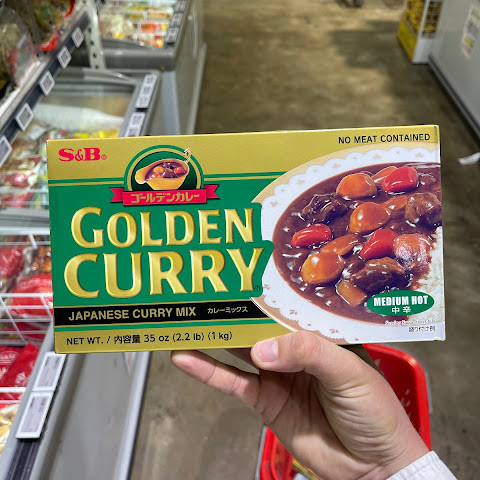 NO MEAT CONTAINED
S&B®
ゴールデンカレー
GOLDEN
CURRY
JAPANESE CURRY MIX カレーミックス
MEDIUM HOT
中辛
NET WT. / 内容量 35 oz (2.2 lb) (1 kg)